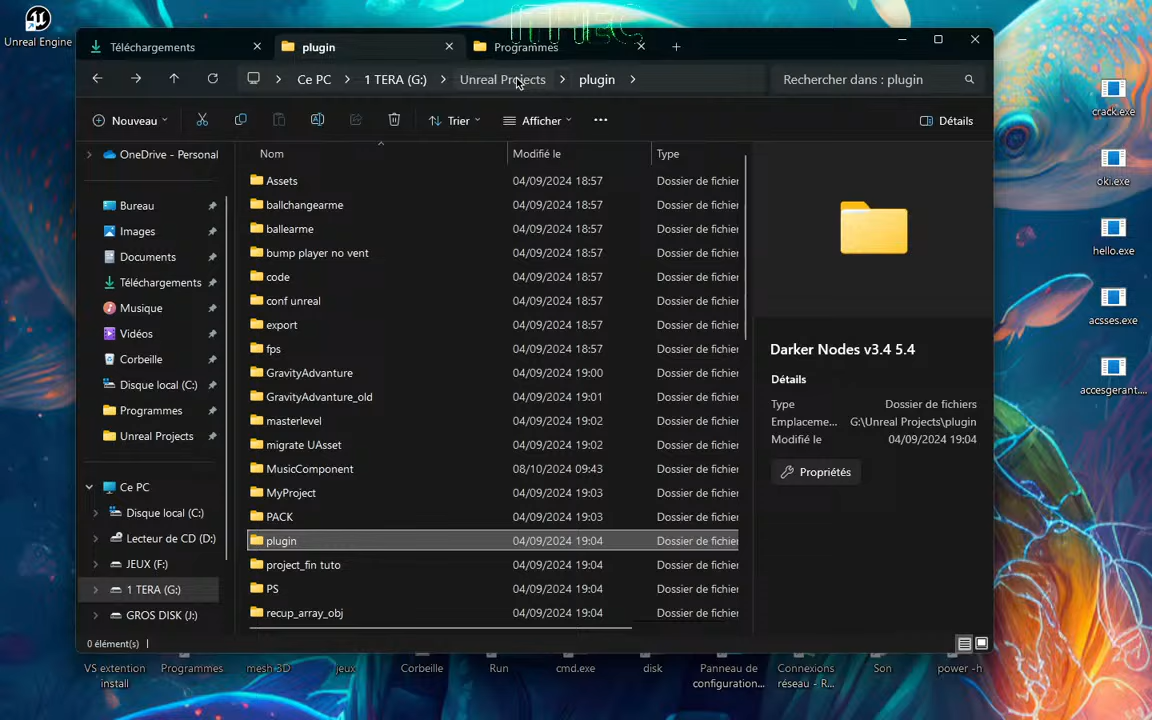 Unreal Engine
Téléchargements
plugin
Programmes
Ce PC
1 TERA (G:)
Unreal Projects
plugin
Rechercher dans : plugin
Nouveau
Trier
Afficher
Détails
OneDrive - Personal
Bureau
Images
Documents
Téléchargements
Musique
Vidéos
Corbeille
Disque local (C:)
Programmes
Unreal Projects
Ce PC
Disque local (C:)
Lecteur de CD (D:)
JEUX (F:)
1 TERA (G:)
GROS DISK (J:)
Nom Modifié le Type
Assets 04/09/2024 18:57 Dossier de fichier
ballchangearme 04/09/2024 18:57 Dossier de fichier
ballearme 04/09/2024 18:57 Dossier de fichier
bump player no vent 04/09/2024 18:57 Dossier de fichier
code 04/09/2024 18:57 Dossier de fichier
conf unreal 04/09/2024 18:57 Dossier de fichier
export 04/09/2024 18:57 Dossier de fichier
fps 04/09/2024 18:57 Dossier de fichier
GravityAdvanture 04/09/2024 19:00 Dossier de fichier
GravityAdvanture_old 04/09/2024 19:01 Dossier de fichier
masterlevel 04/09/2024 19:02 Dossier de fichier
migrate UAsset 04/09/2024 19:02 Dossier de fichier
MusicComponent 08/10/2024 09:43 Dossier de fichier
MyProject 04/09/2024 19:03 Dossier de fichier
PACK 04/09/2024 19:03 Dossier de fichier
plugin 04/09/2024 19:04 Dossier de fichier
project_fin tuto 04/09/2024 19:04 Dossier de fichier
PS 04/09/2024 19:04 Dossier de fichier
recup_array_obj 04/09/2024 19:04 Dossier de fichier
Darker Nodes v3.4 5.4
Détails
Type Dossier de fichiers
Emplaceme... G:\Unreal Projects\plugin
Modifié le 04/09/2024 19:04
Propriétés
0 élément(s)
crack.exe
oki.exe
hello.exe
acsses.exe
accesgerant....
VS extention
install
Programmes
mesh 3D
jeux
Corbeille
Run
cmd.exe
disk
Panneau de
configuration...
Connexions
réseau - R...
Son
power -h